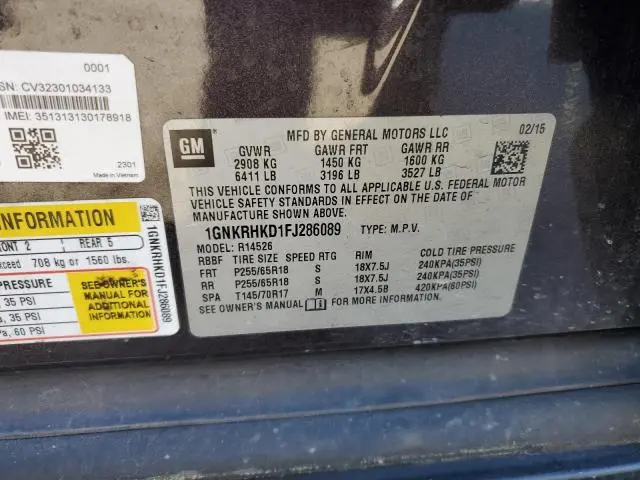 0001
SN: CV32301034133
IMEI: 351313130178918
2301
Made in Vietnam
INFORMATION
FRONT 2 REAR 5
exceed 708 kg or 1560 lbs.
PRESSURE
35 PSI
35 PSI
60 PSI
SEE OWNER'S
MANUAL FOR
ADDITIONAL
INFORMATION
1GNKRHKD1FJ286089
GM
MFD BY GENERAL MOTORS LLC 02/15
GVWR GAWR FRT GAWR RR
2908 KG 1450 KG 1600 KG
6411 LB 3196 LB 3527 LB
THIS VEHICLE CONFORMS TO ALL APPLICABLE U.S. FEDERAL MOTOR
VEHICLE SAFETY STANDARDS IN EFFECT ON THE DATE OF
MANUFACTURE SHOWN ABOVE.
1GNKRHKD1FJ286089 TYPE: M.P.V.
MODEL: R14526
RBBF TIRE SIZE SPEED RTG RIM COLD TIRE PRESSURE
FRT P255/65R18 S 18X7.5J 240KPA(35PSI)
RR P255/65R18 S 18X7.5J 240KPA(35PSI)
SPA T145/70R17 M 17X4.5B 420KPA(60PSI)
SEE OWNER'S MANUAL FOR MORE INFORMATION